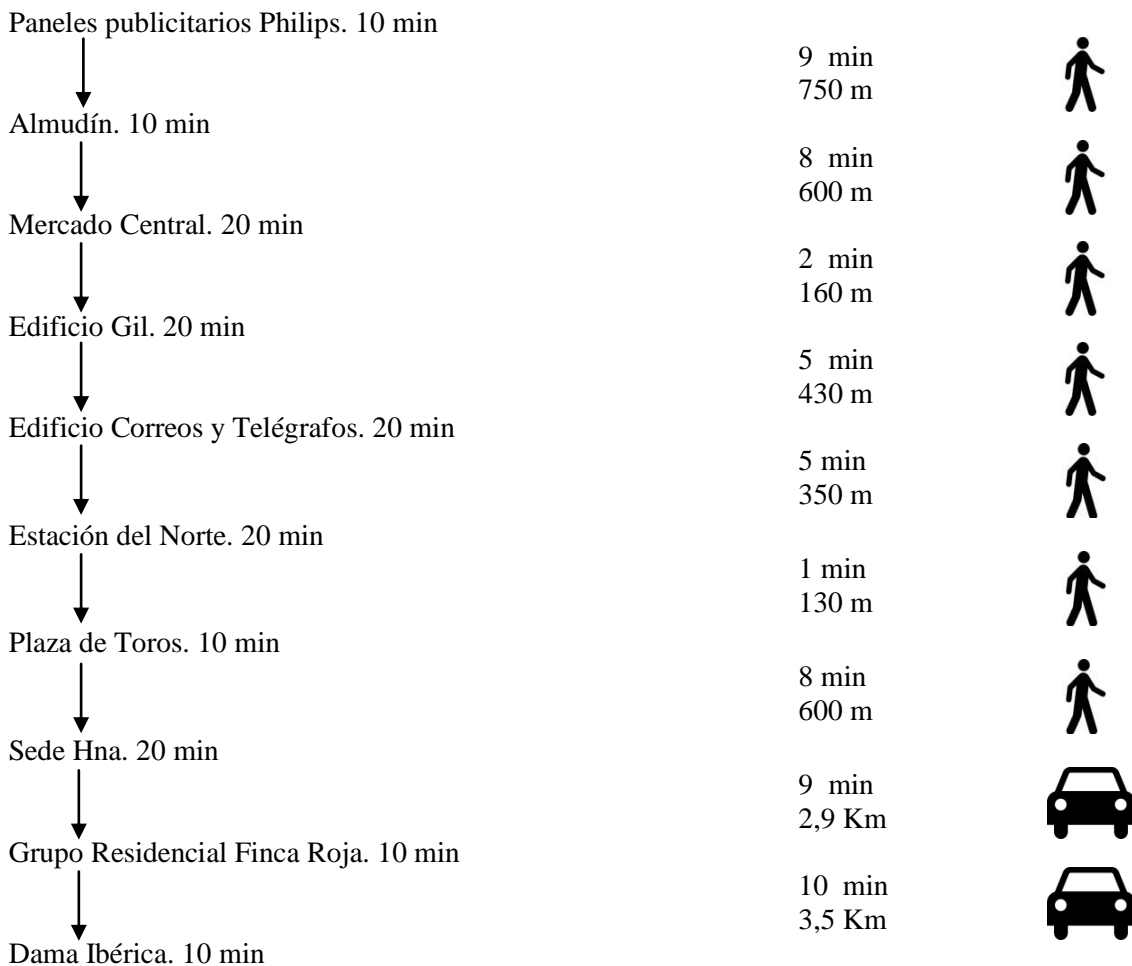 Paneles publicitarios Philips. 10 min
9 min
750 m
Almudín. 10 min
8 min
600 m
Mercado Central. 20 min
2 min
160 m
Edificio Gil. 20 min
5 min
430 m
Edificio Correos y Telégrafos. 20 min
5 min
350 m
Estación del Norte. 20 min
1 min
130 m
Plaza de Toros. 10 min
8 min
600 m
Sede Hna. 20 min
9 min
2,9 Km
Grupo Residencial Finca Roja. 10 min
10 min
3,5 Km
Dama Ibérica. 10 min